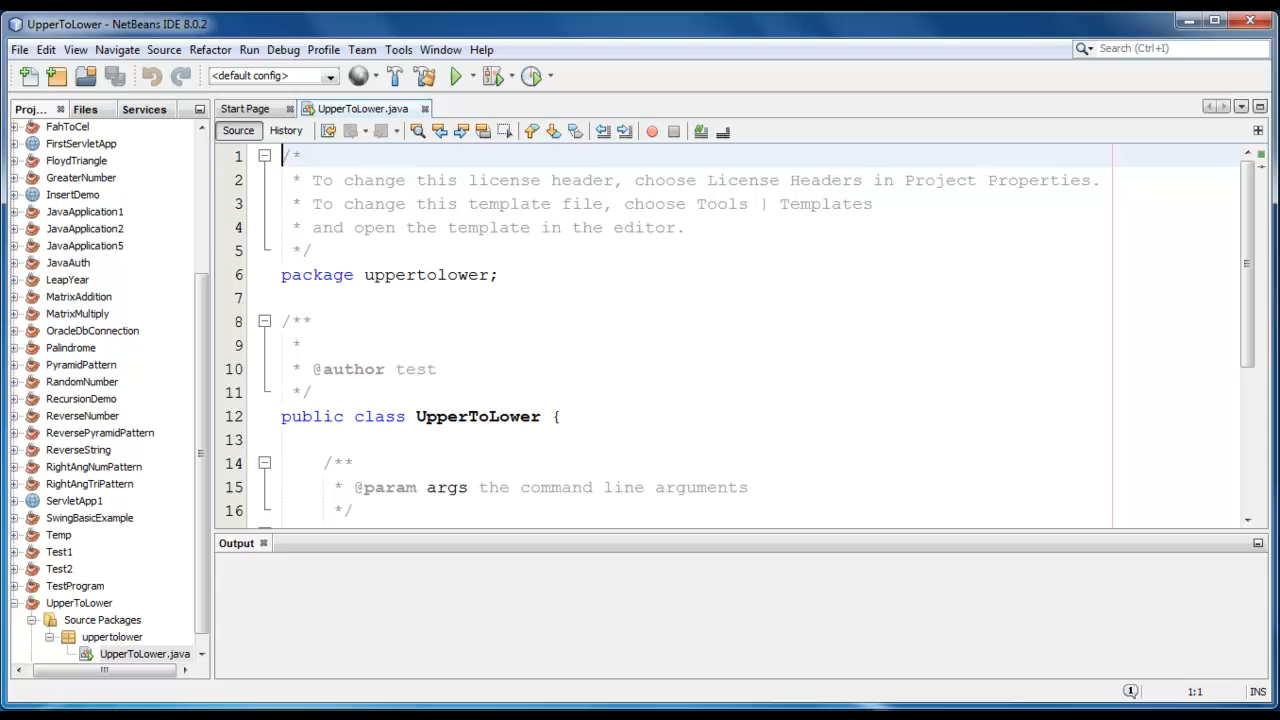 UpperToLower - NetBeans IDE 8.0.2
File Edit View Navigate Source Refactor Run Debug Profile Team Tools Window Help
Search (Ctrl+I)
<default config>
Proj... Files Services
Start Page UpperToLower.java
Source History
FahToCel
FirstServletApp
FloydTriangle
GreaterNumber
InsertDemo
JavaApplication1
JavaApplication2
JavaApplication5
JavaAuth
LeapYear
MatrixAddition
MatrixMultiply
OracleDbConnection
Palindrome
PyramidPattern
RandomNumber
RecursionDemo
ReverseNumber
ReversePyramidPattern
ReverseString
RightAngNumPattern
RightAngTriPattern
ServletApp1
SwingBasicExample
Temp
Test1
Test2
TestProgram
UpperToLower
Source Packages
uppertolower
UpperToLower.java
1 /*
2 * To change this license header, choose License Headers in Project Properties.
3 * To change this template file, choose Tools | Templates
4 * and open the template in the editor.
5 */
6 package uppertolower;
7
8 /**
9 *
10 * @author test
11 */
12 public class UpperToLower {
13
14 /**
15 * @param args the command line arguments
16 */
Output
1 1:1 INS